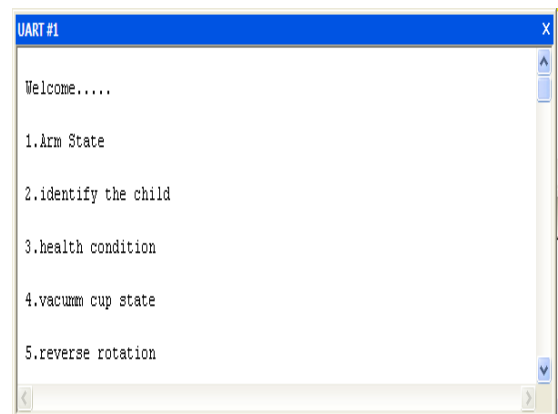 UART #1
Welcome.....
1.Arm State
2.identify the child
3.health condition
4.vacumm cup state
5.reverse rotation